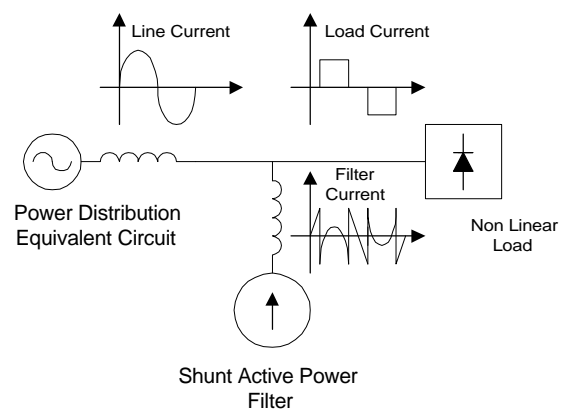 Line Current
Load Current
Filter
Current
Power Distribution
Equivalent Circuit
Non Linear
Load
Shunt Active Power
Filter